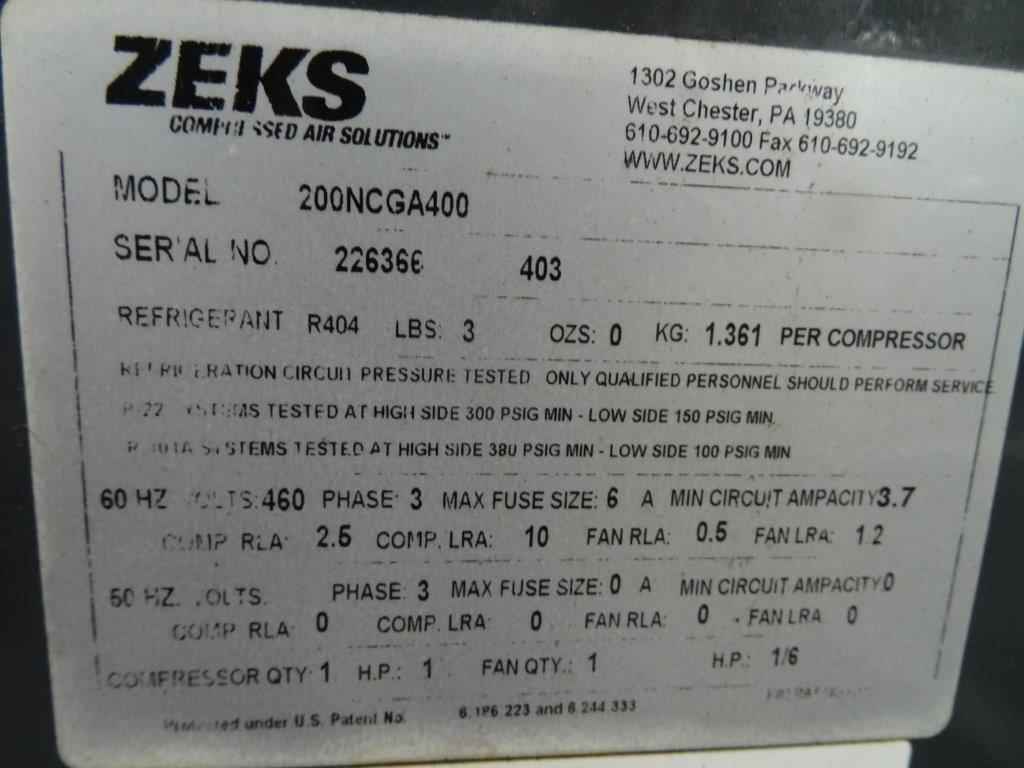 ZEKS
COMPRESSED AIR SOLUTIONS™
1302 Goshen Parkway
West Chester, PA 19380
610-692-9100 Fax 610-692-9192
WWW.ZEKS.COM
MODEL 200NCGA400
SERIAL NO. 226366 403
REFRIGERANT R404 LBS: 3 OZS: 0 KG: 1.361 PER COMPRESSOR
REFRIGERATION CIRCUIT PRESSURE TESTED ONLY QUALIFIED PERSONNEL SHOULD PERFORM SERVICE
R-22 SYSTEMS TESTED AT HIGH SIDE 300 PSIG MIN - LOW SIDE 150 PSIG MIN.
SYSTEMS TESTED AT HIGH SIDE 380 PSIG MIN - LOW SIDE 100 PSIG MIN
60 HZ VOLTS: 460 PHASE: 3 MAX FUSE SIZE: 6 A MIN CIRCUIT AMPACITY 3.7
COMP RLA: 2.5 COMP. LRA: 10 FAN RLA: 0.5 FAN LRA: 1.2
50 HZ. VOLTS. PHASE: 3 MAX FUSE SIZE: 0 A MIN CIRCUIT AMPACITY 0
COMP RLA: 0 COMP. LRA: 0 FAN RLA: 0 FAN LRA 0
COMPRESSOR QTY: 1 H.P.: 1 FAN QTY.: 1 H.P.: 1/6
Protected under U.S. Patent No. 6,186,223 and 6,244,333